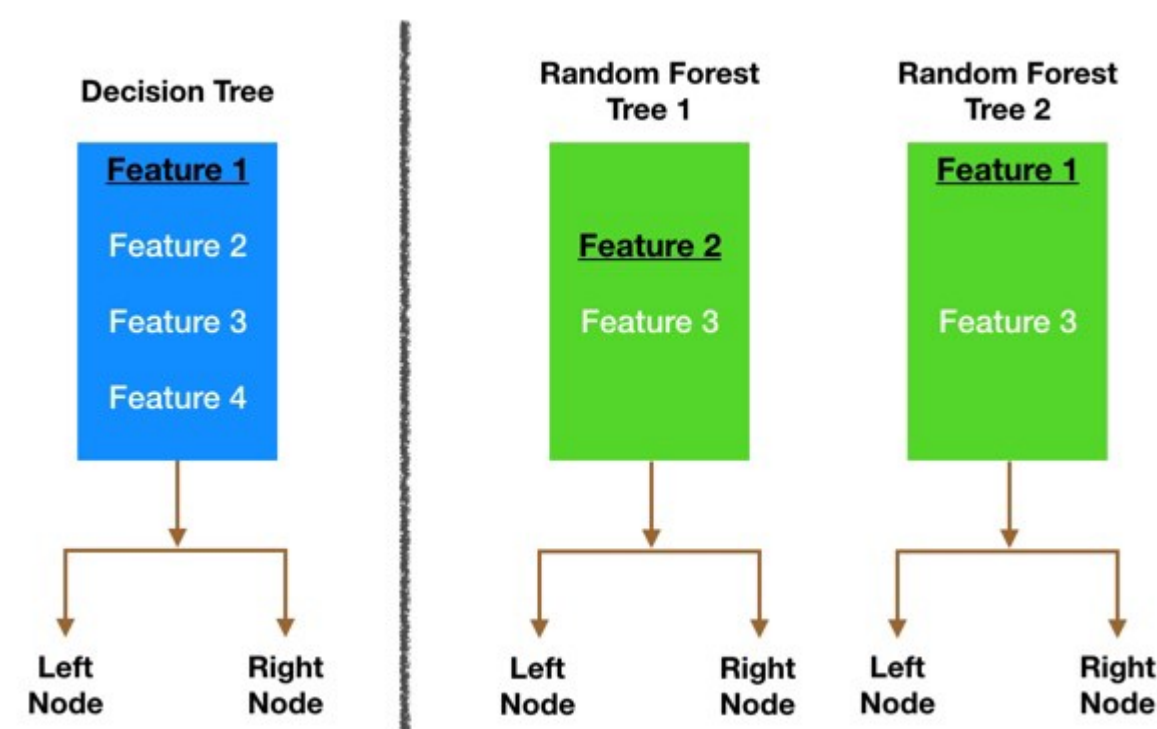 Decision Tree
Feature 1
Feature 2
Feature 3
Feature 4
Left
Node
Right
Node
Random Forest
Tree 1
Feature 2
Feature 3
Left
Node
Right
Node
Random Forest
Tree 2
Feature 1
Feature 3
Left
Node
Right
Node